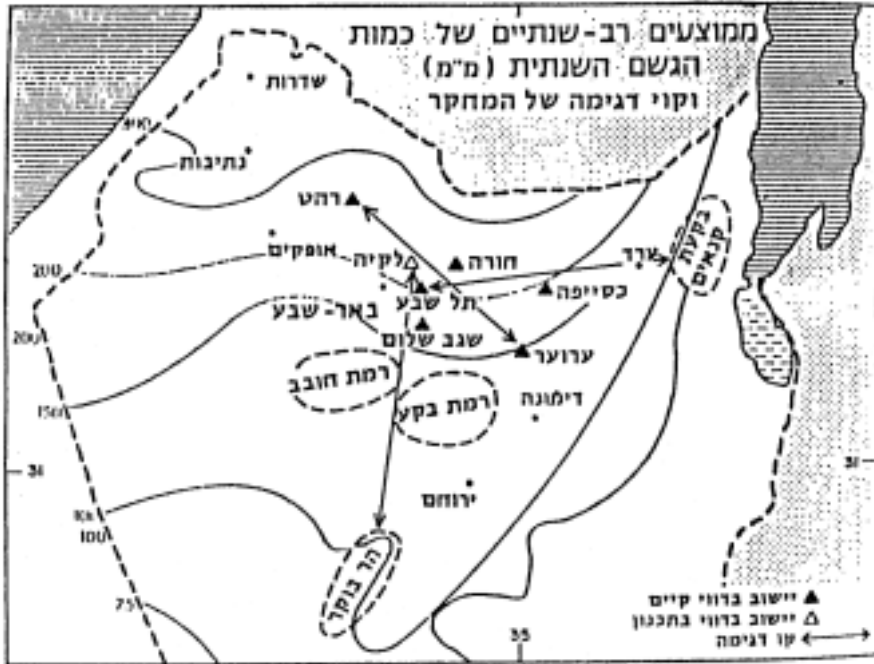 ממוצעים רב-שנתיים של כמות
הגשם השנתית (מ"מ)
וקוי דגימה של המחקר
שדרות
נתיבות
רהט
אופקים
לקיה
חורה
ערד
בקעת
קנאים
200
תל שבע
כסייפה
באר-שבע
שגב שלום
200
ערוער
רמת חובב
רמת בקע
דימונה
150
31
31
ירוחם
100
הר בוקר
75
35
יישוב בדווי קיים
יישוב בדווי בתכנון
קו דגימה